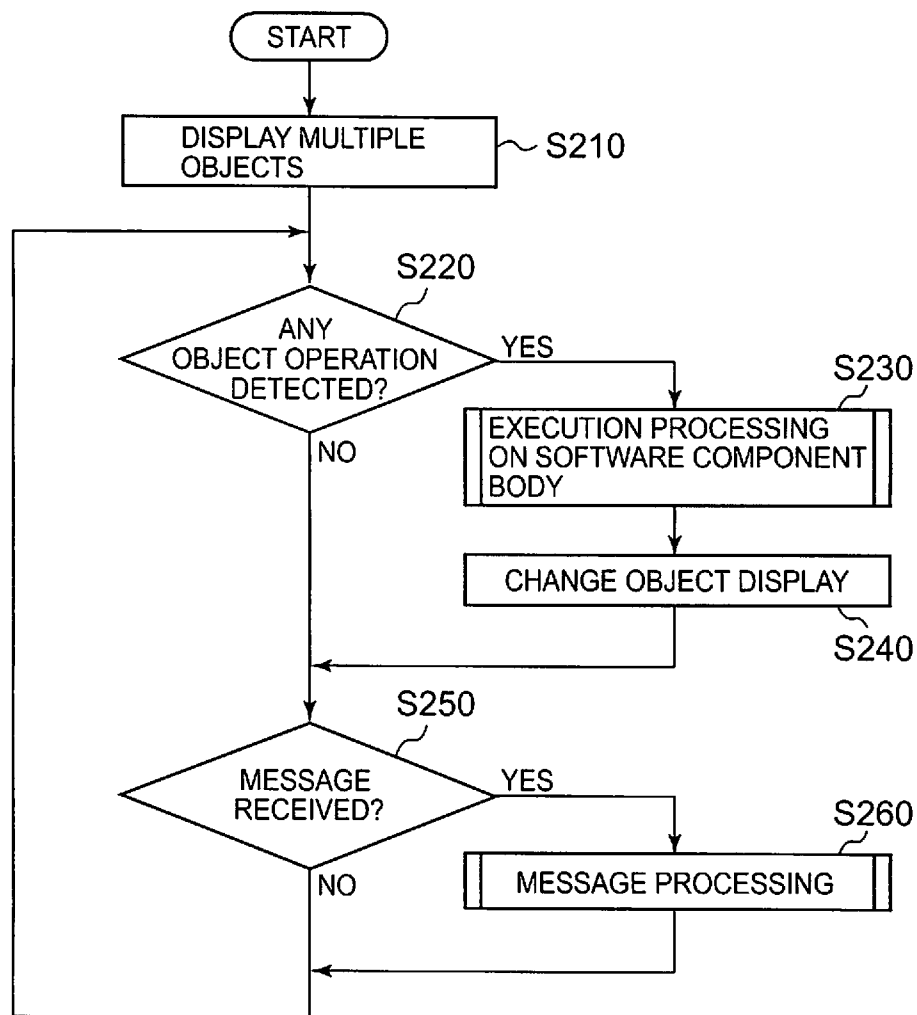 START
DISPLAY MULTIPLE
OBJECTS
S210
S220
ANY
OBJECT OPERATION
DETECTED?
YES
NO
S230
EXECUTION PROCESSING
ON SOFTWARE COMPONENT
BODY
CHANGE OBJECT DISPLAY
S240
S250
MESSAGE
RECEIVED?
YES
NO
S260
MESSAGE PROCESSING